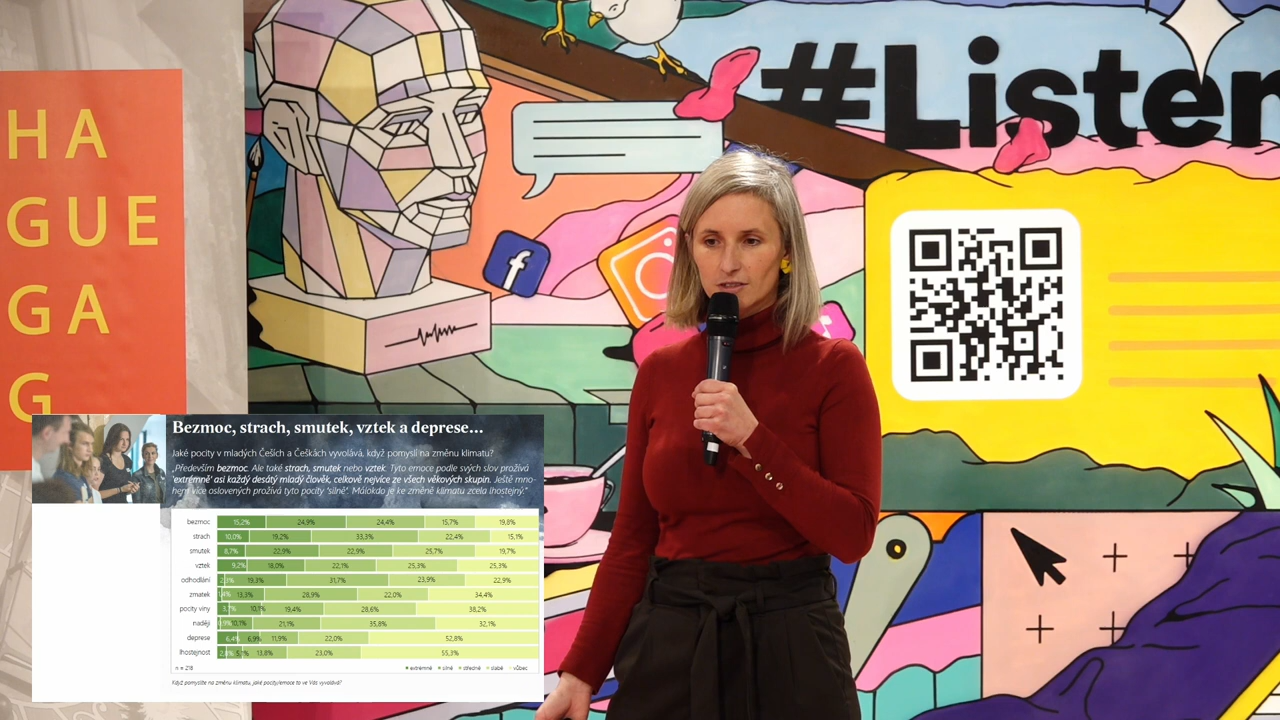 HA
GUE
GA
G
#Listen
Bezmoc, strach, smutek, vztek a deprese...
Jaké pocity v mladých Češích a Češkách vyvolává, když pomyslí na změnu klimatu?
„Především bezmoc. Ale také strach, smutek nebo vztek. Tyto emoce podle svých slov prožívá
'extrémně' asi každý desátý mladý člověk, celkově nejvíce ze všech věkových skupin. Ještě mno-
hem více oslovených prožívá tyto pocity 'silně'. Málokdo je ke změně klimatu zcela lhostejný."
bezmoc 15,2% 24,9% 24,4% 15,7% 19,8%
strach 10,0% 19,2% 33,3% 22,4% 15,1%
smutek 8,7% 22,9% 22,9% 25,7% 19,7%
vztek 9,2% 18,0% 22,1% 25,3% 25,3%
odhodlání 19,3% 31,7% 23,9% 22,9%
zmatek 13,3% 28,9% 22,0% 34,4%
pocity viny 10,1% 19,4% 28,6% 38,2%
naději 10,1% 21,1% 35,8% 32,1%
deprese 6,4% 6,9% 11,9% 22,0% 52,8%
lhostejnost 13,8% 23,0% 55,3%
n = 218
extrémně silně středně slabě vůbec
Když pomyslíte na změnu klimatu, jaké pocity/emoce to ve Vás vyvolává?